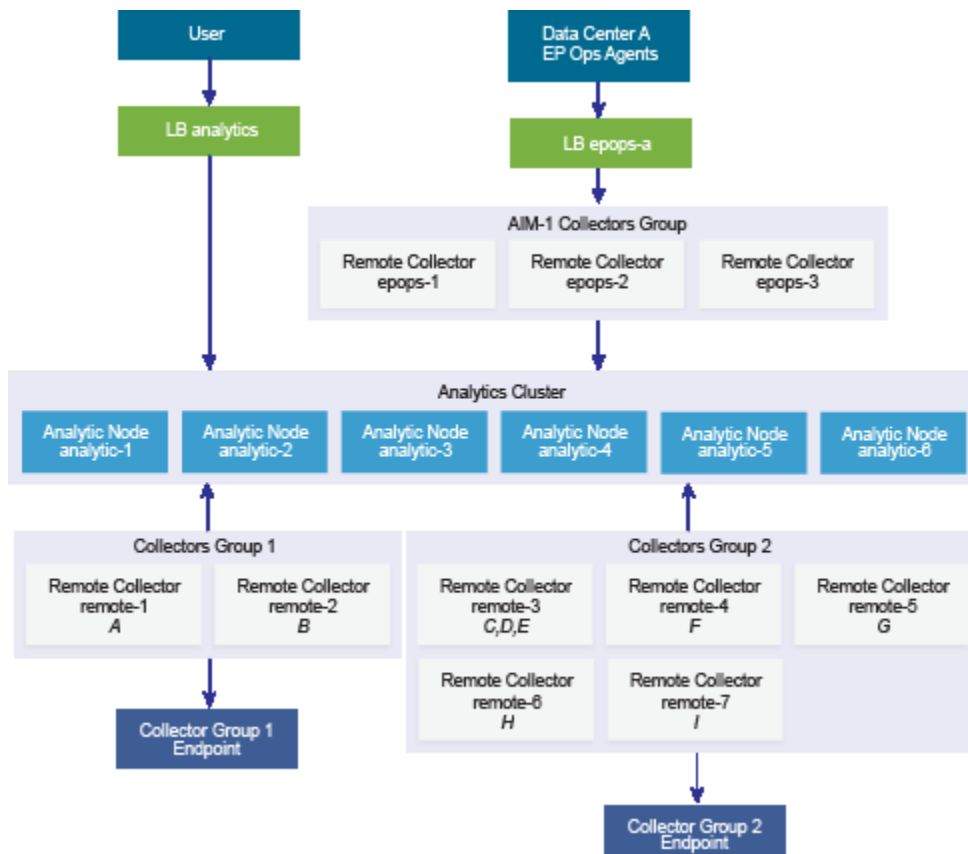 User
Data Center A
EP Ops Agents
LB analytics
LB epops-a
AIM-1 Collectors Group
Remote Collector
epops-1
Remote Collector
epops-2
Remote Collector
epops-3
Analytics Cluster
Analytic Node
analytic-1
Analytic Node
analytic-2
Analytic Node
analytic-3
Analytic Node
analytic-4
Analytic Node
analytic-5
Analytic Node
analytic-6
Collectors Group 1
Remote Collector
remote-1
A
Remote Collector
remote-2
B
Collector Group 1
Endpoint
Collectors Group 2
Remote Collector
remote-3
C,D,E
Remote Collector
remote-4
F
Remote Collector
remote-5
G
Remote Collector
remote-6
H
Remote Collector
remote-7
I
Collector Group 2
Endpoint